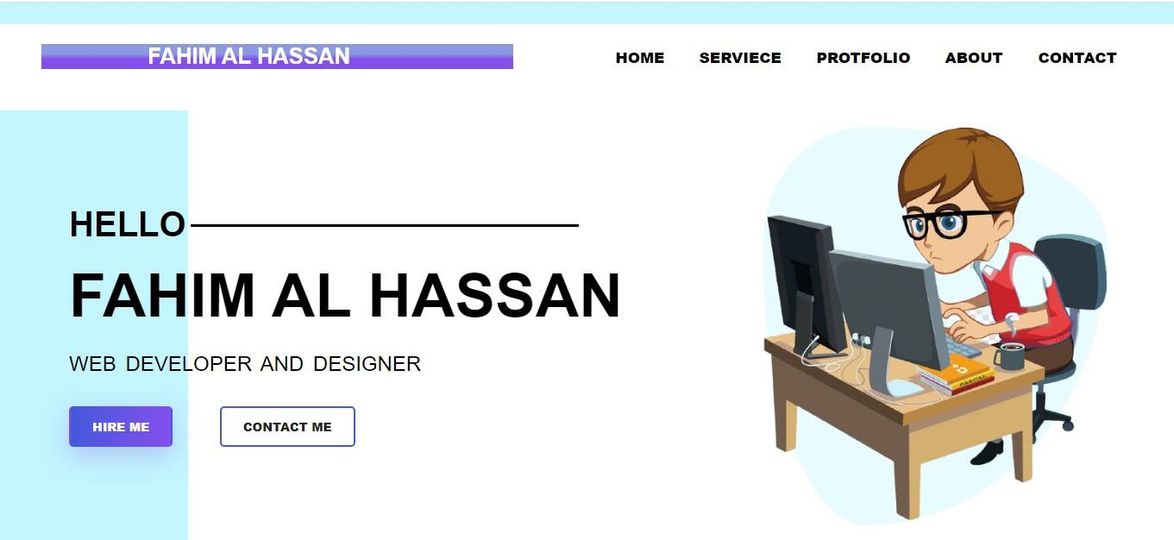 FAHIM AL HASSAN
HOME SERVIECE PROTFOLIO ABOUT CONTACT
HELLO
FAHIM AL HASSAN
WEB DEVELOPER AND DESIGNER
HIRE ME CONTACT ME
PASCAL